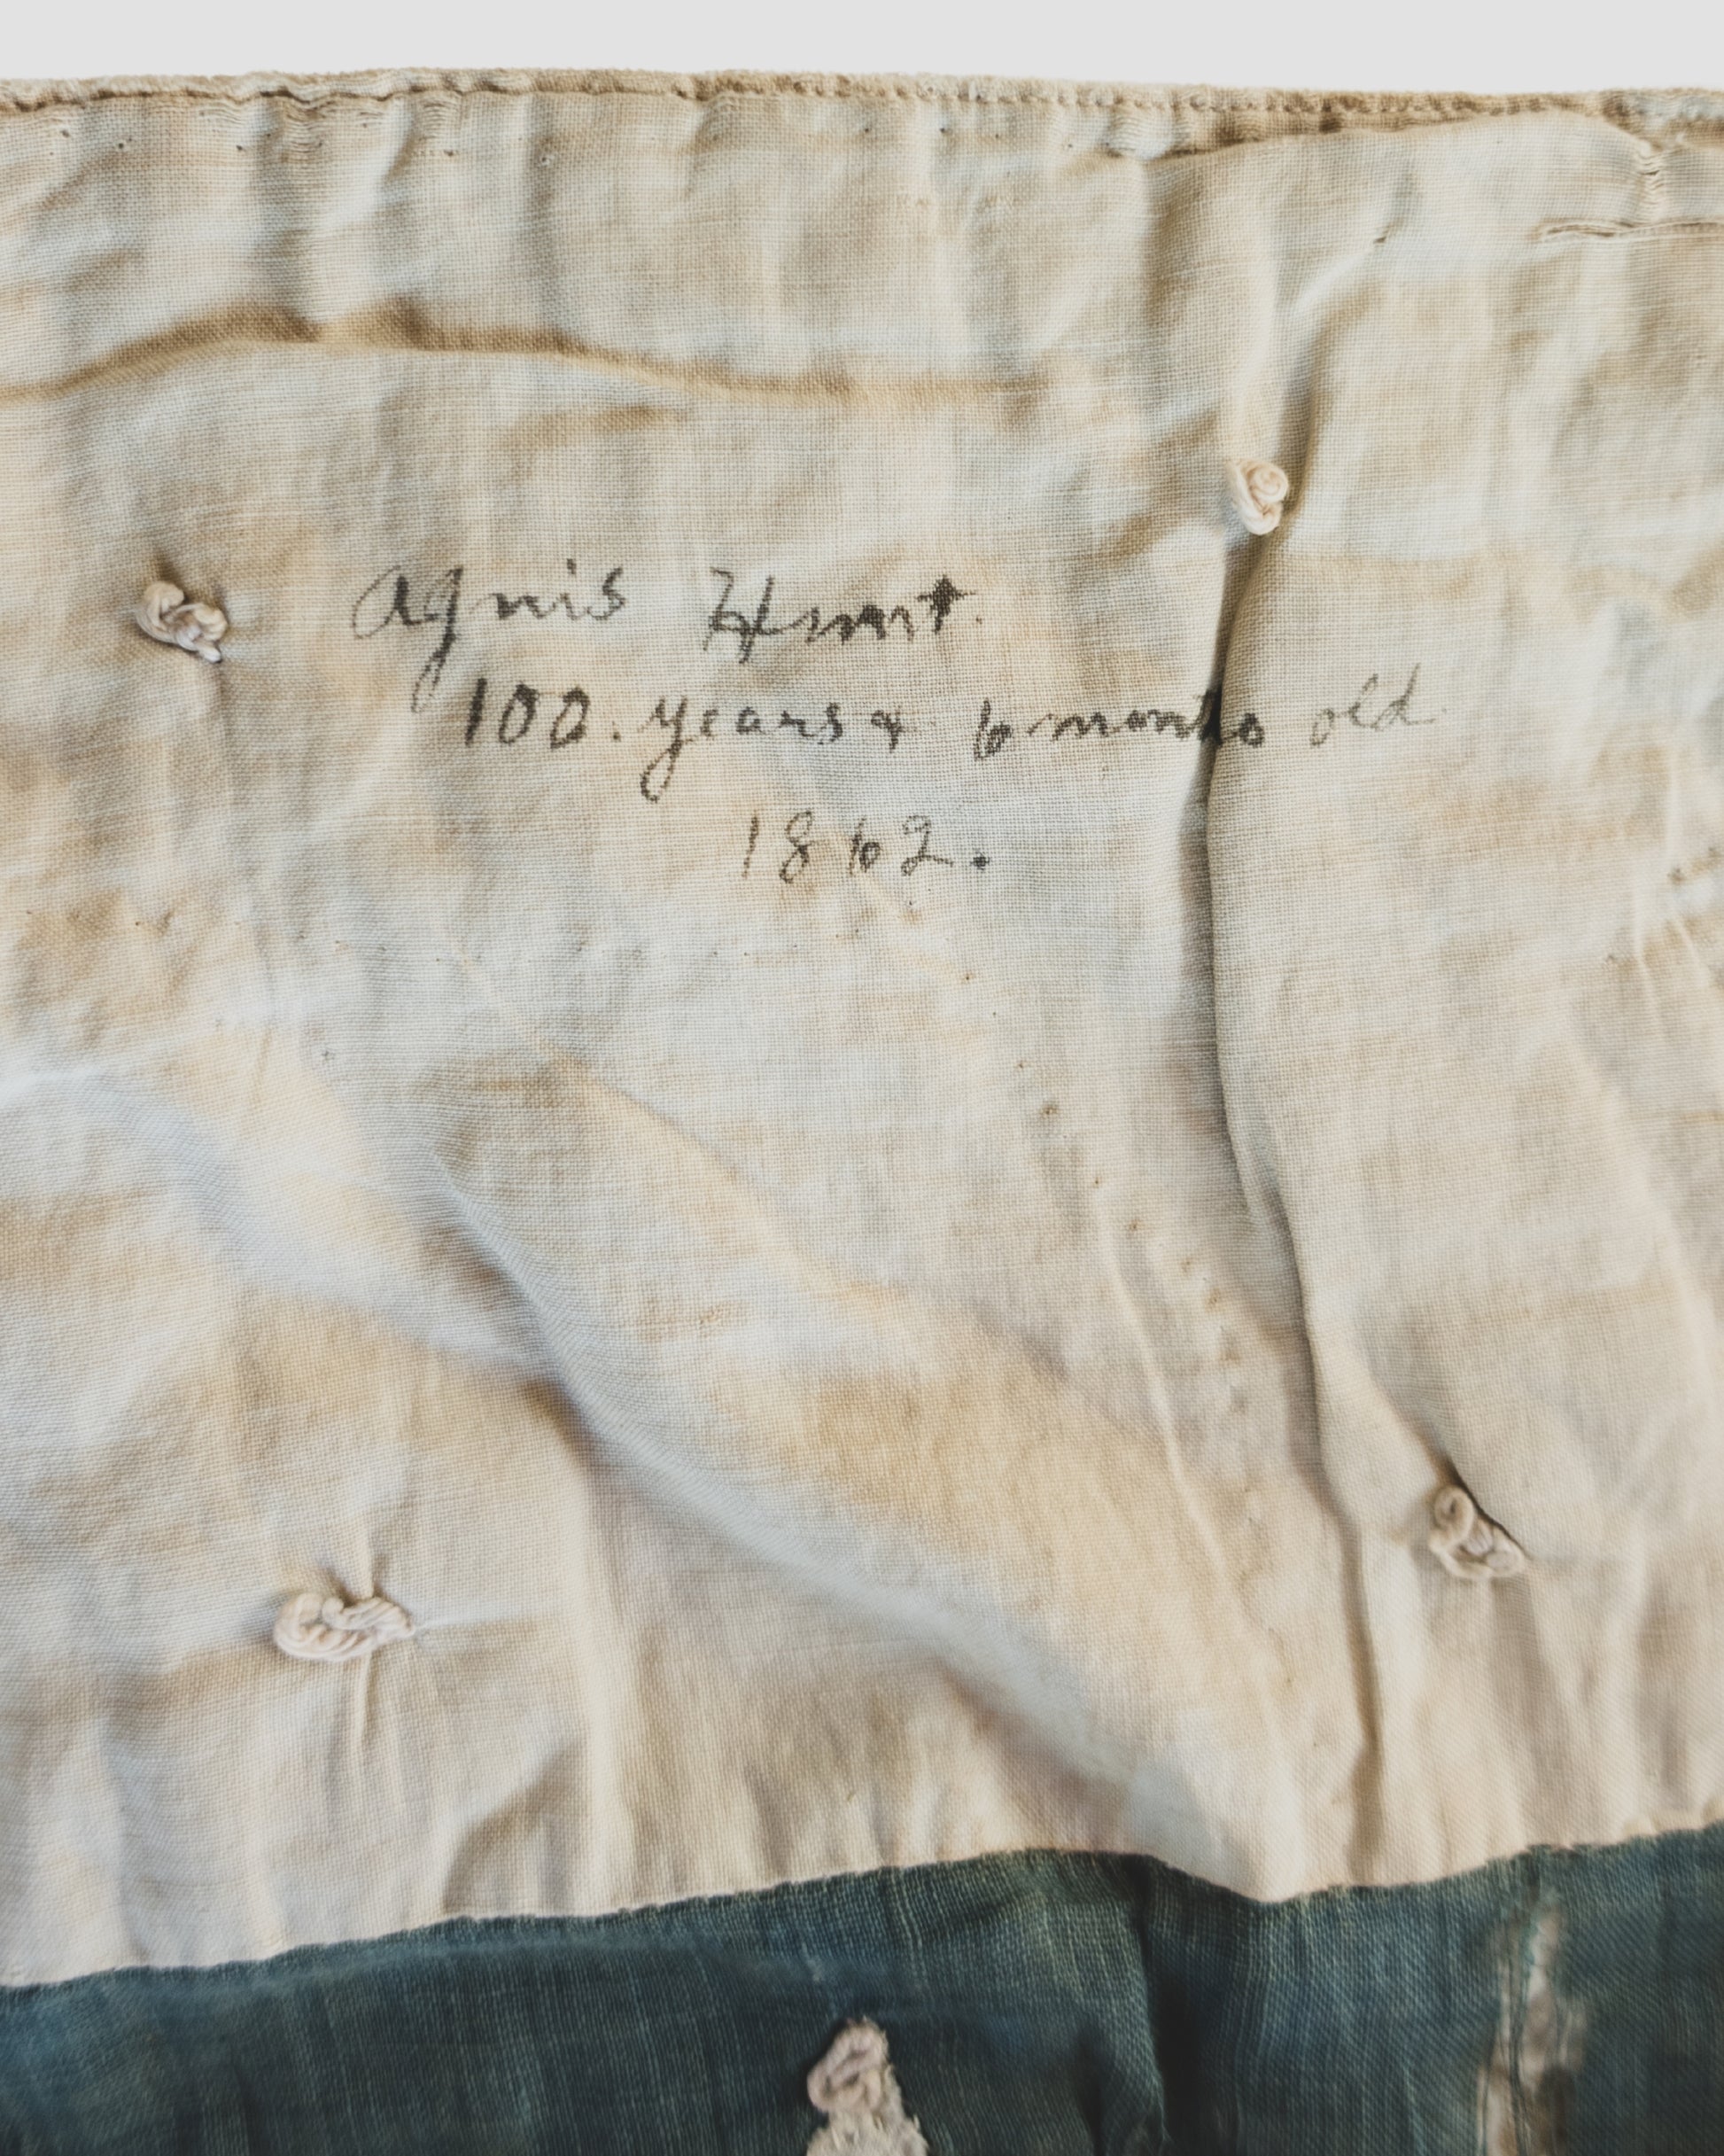 Agnis Hunt.
100. years & 6 months old
1862.